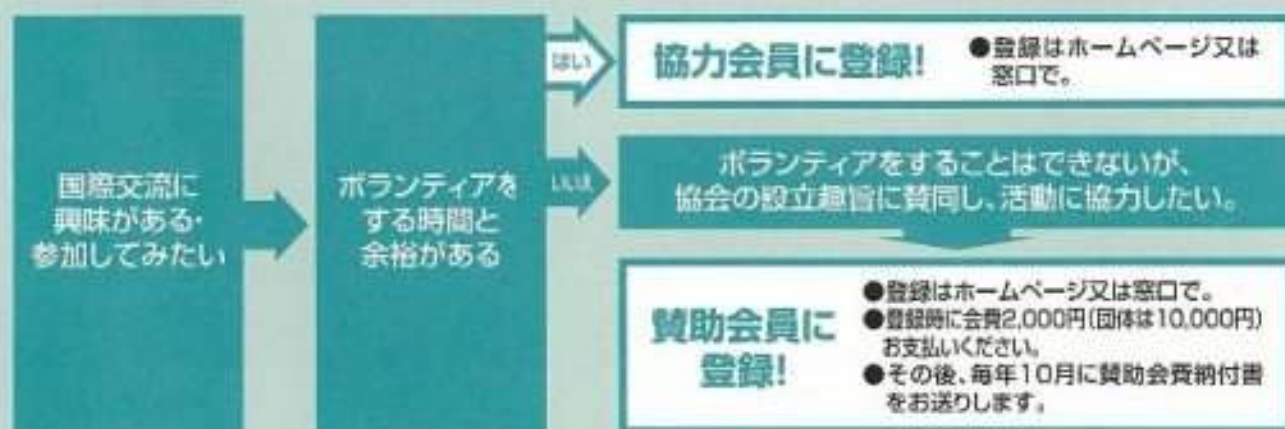 国際交流に
興味がある・
参加してみたい
ボランティアを
する時間と
余裕がある
はい
協力会員に登録!
●登録はホームページ又は
窓口で。
いいえ
ボランティアをすることはできないが、
協会の設立趣旨に賛同し、活動に協力したい。
賛助会員に
登録!
●登録はホームページ又は窓口で。
●登録時に会費2,000円(団体は10,000円)
お支払いください。
●その後、毎年10月に賛助会費納付書
をお送りします。